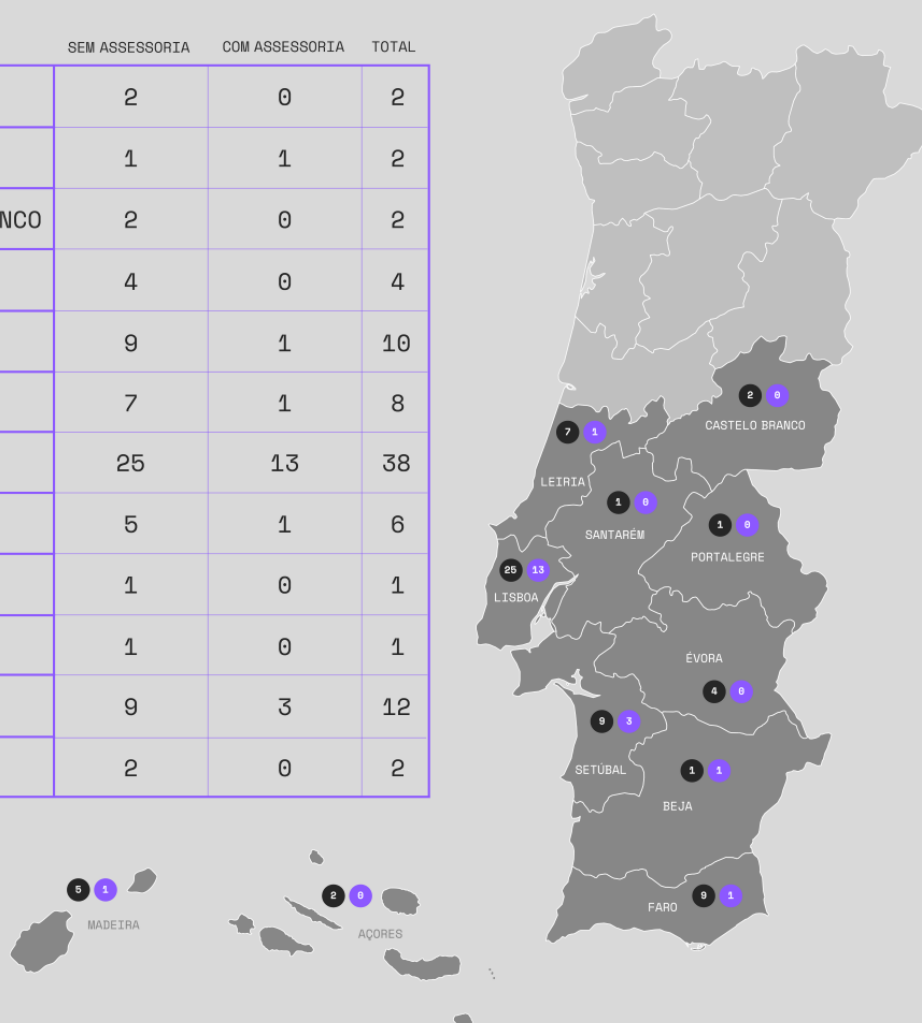 SEM ASSESSORIA COM ASSESSORIA TOTAL
2 0 2
1 1 2
NCO 2 0 2
4 0 4
9 1 10
7 1 8
25 13 38
5 1 6
1 0 1
1 0 1
9 3 12
2 0 2
2 0
CASTELO BRANCO
7 1
LEIRIA
1 0
SANTARÉM
1 0
PORTALEGRE
25 13
LISBOA
ÉVORA
4 0
9 3
SETÚBAL
1 1
BEJA
9 1
FARO
5 1
MADEIRA
2 0
AÇORES